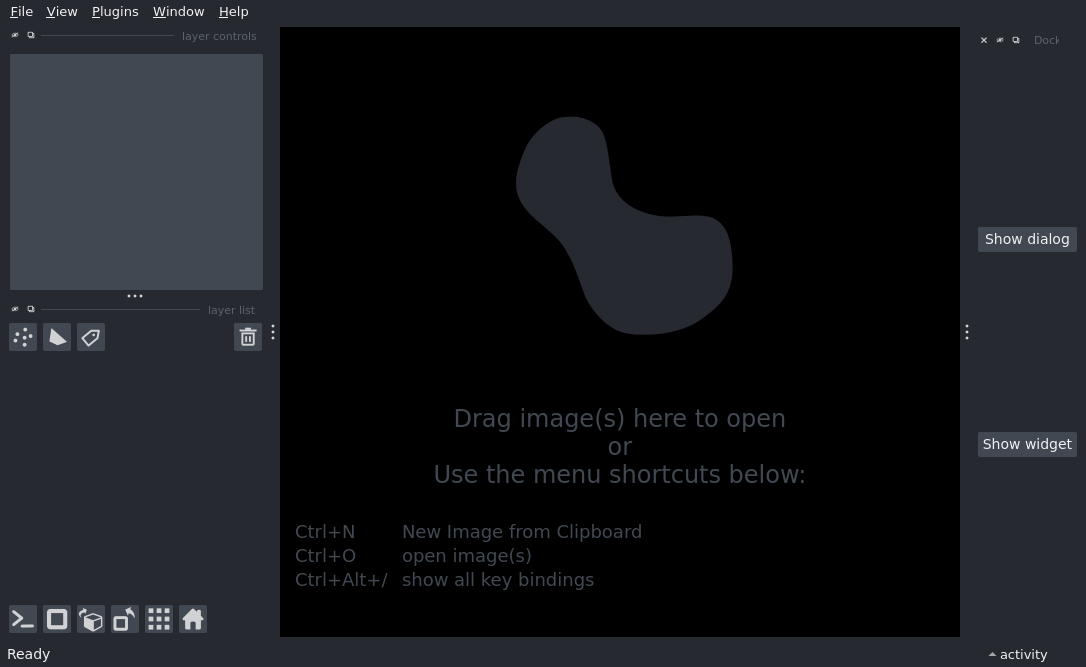 File View Plugins Window Help
layer controls
Dock
layer list
Show dialog
Show widget
Drag image(s) here to open
or
Use the menu shortcuts below:
Ctrl+N New Image from Clipboard
Ctrl+O open image(s)
Ctrl+Alt+/ show all key bindings
Ready
activity